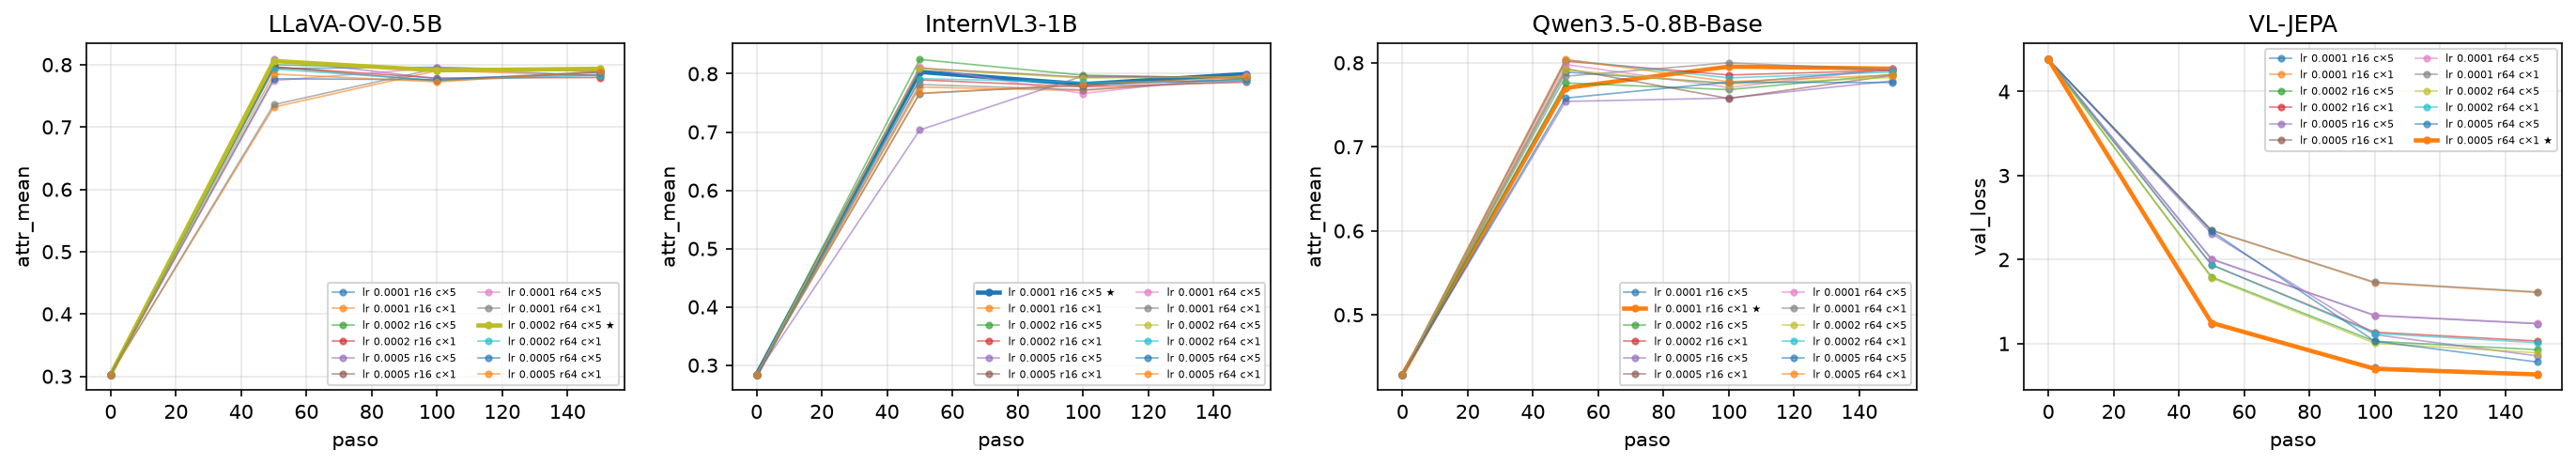 LLaVA-OV-0.5B
attr_mean
0.8
0.7
0.6
0.5
0.4
0.3
0 20 40 60 80 100 120 140
paso
lr 0.0001 r16 c×5
lr 0.0001 r16 c×1
lr 0.0002 r16 c×5
lr 0.0002 r16 c×1
lr 0.0005 r16 c×5
lr 0.0005 r16 c×1
lr 0.0001 r64 c×5
lr 0.0001 r64 c×1
lr 0.0002 r64 c×5 ★
lr 0.0002 r64 c×1
lr 0.0005 r64 c×5
lr 0.0005 r64 c×1
InternVL3-1B
attr_mean
0.8
0.7
0.6
0.5
0.4
0.3
0 20 40 60 80 100 120 140
paso
lr 0.0001 r16 c×5 ★
lr 0.0001 r16 c×1
lr 0.0002 r16 c×5
lr 0.0002 r16 c×1
lr 0.0005 r16 c×5
lr 0.0005 r16 c×1
lr 0.0001 r64 c×5
lr 0.0001 r64 c×1
lr 0.0002 r64 c×5
lr 0.0002 r64 c×1
lr 0.0005 r64 c×5
lr 0.0005 r64 c×1
Qwen3.5-0.8B-Base
attr_mean
0.8
0.7
0.6
0.5
0 20 40 60 80 100 120 140
paso
lr 0.0001 r16 c×5
lr 0.0001 r16 c×1 ★
lr 0.0002 r16 c×5
lr 0.0002 r16 c×1
lr 0.0005 r16 c×5
lr 0.0005 r16 c×1
lr 0.0001 r64 c×5
lr 0.0001 r64 c×1
lr 0.0002 r64 c×5
lr 0.0002 r64 c×1
lr 0.0005 r64 c×5
lr 0.0005 r64 c×1
VL-JEPA
val_loss
4
3
2
1
0 20 40 60 80 100 120 140
paso
lr 0.0001 r16 c×5
lr 0.0001 r16 c×1
lr 0.0002 r16 c×5
lr 0.0002 r16 c×1
lr 0.0005 r16 c×5
lr 0.0005 r16 c×1
lr 0.0001 r64 c×5
lr 0.0001 r64 c×1
lr 0.0002 r64 c×5
lr 0.0002 r64 c×1
lr 0.0005 r64 c×5
lr 0.0005 r64 c×1 ★